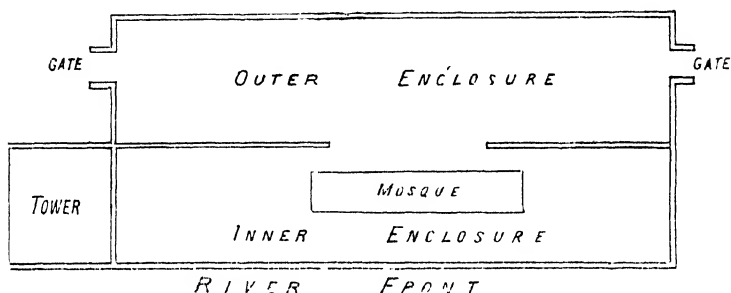 GATE
GATE
OUTER ENCLOSURE
MOSQUE
TOWER
INNER ENCLOSURE
RIVER FRONT